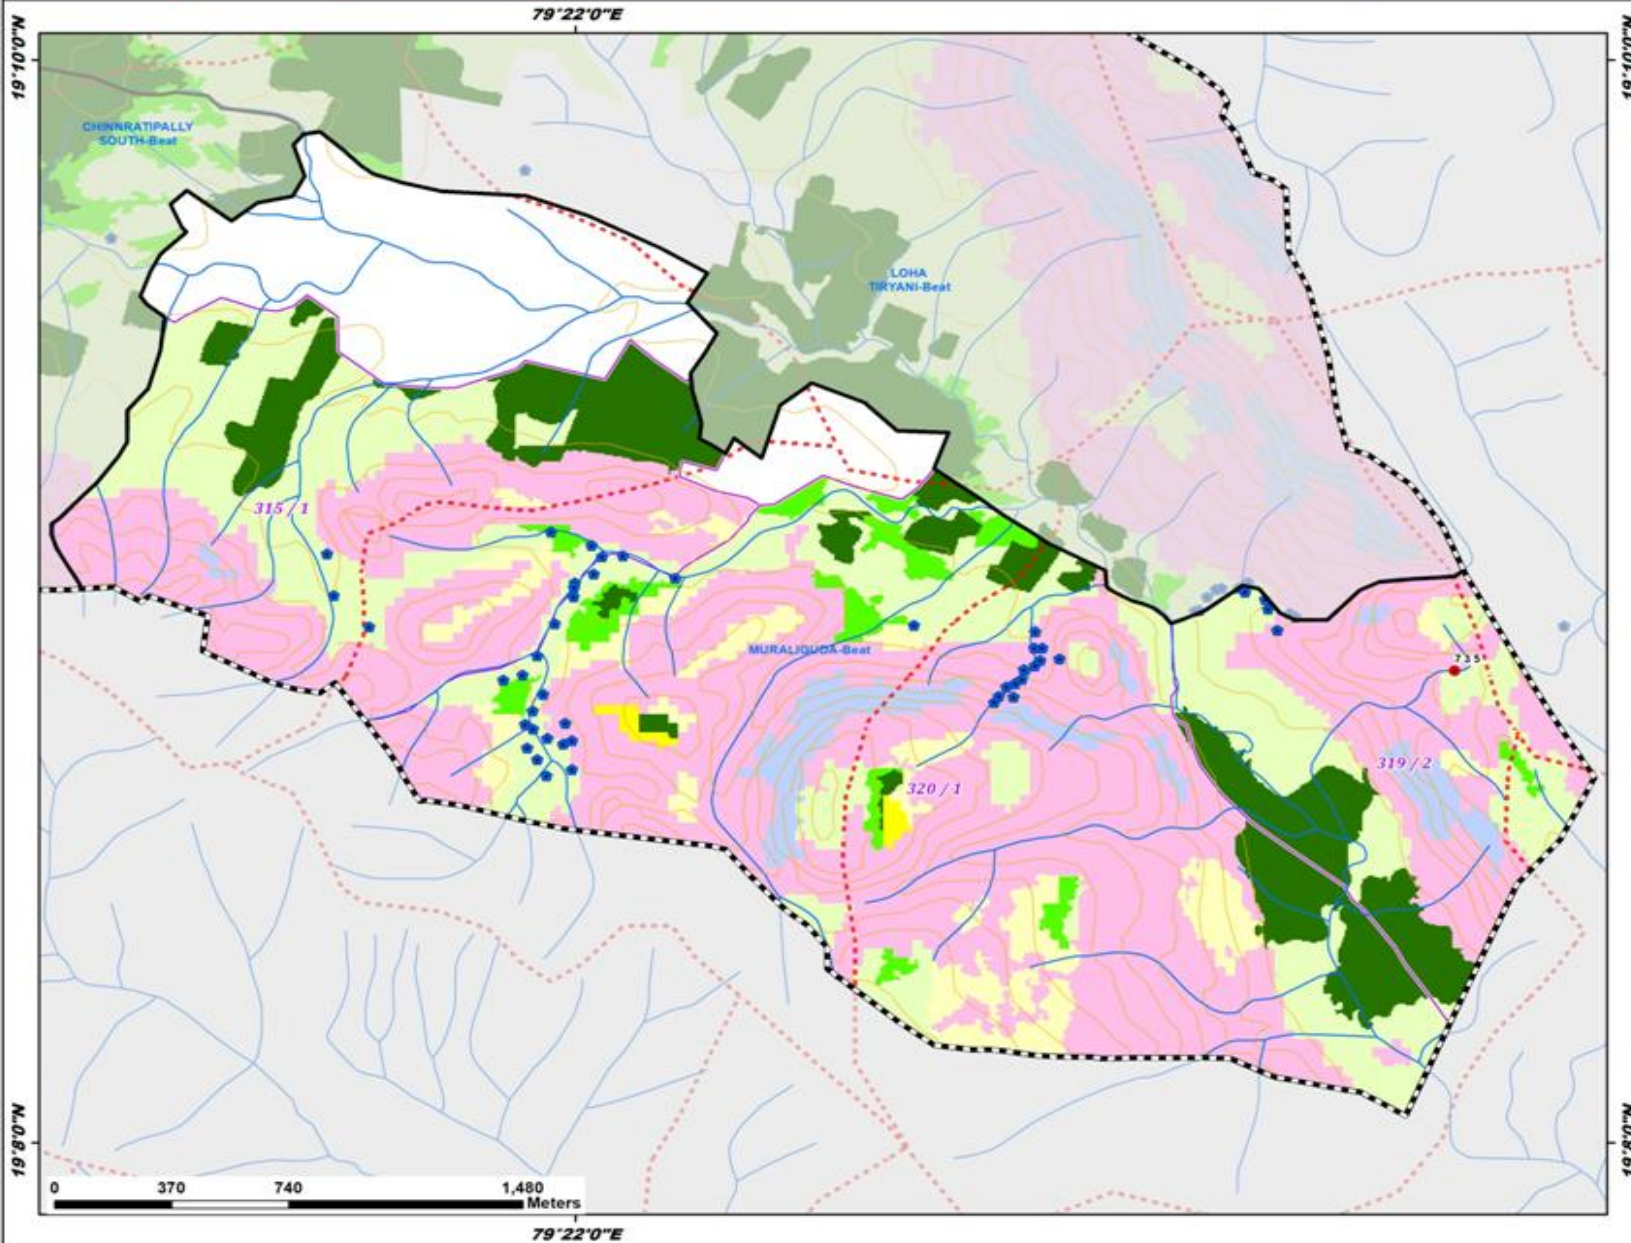 79°22'0"E
19°10'0"N
19°10'0"N
CHINNRATIPALLY
SOUTH-Beat
LOHA
TIRYANI-Beat
315 / 1
MURALIGUDA-Beat
735
319 / 2
320 / 1
19°8'0"N
19°8'0"N
0 370 740 1,480
Meters
79°22'0"E